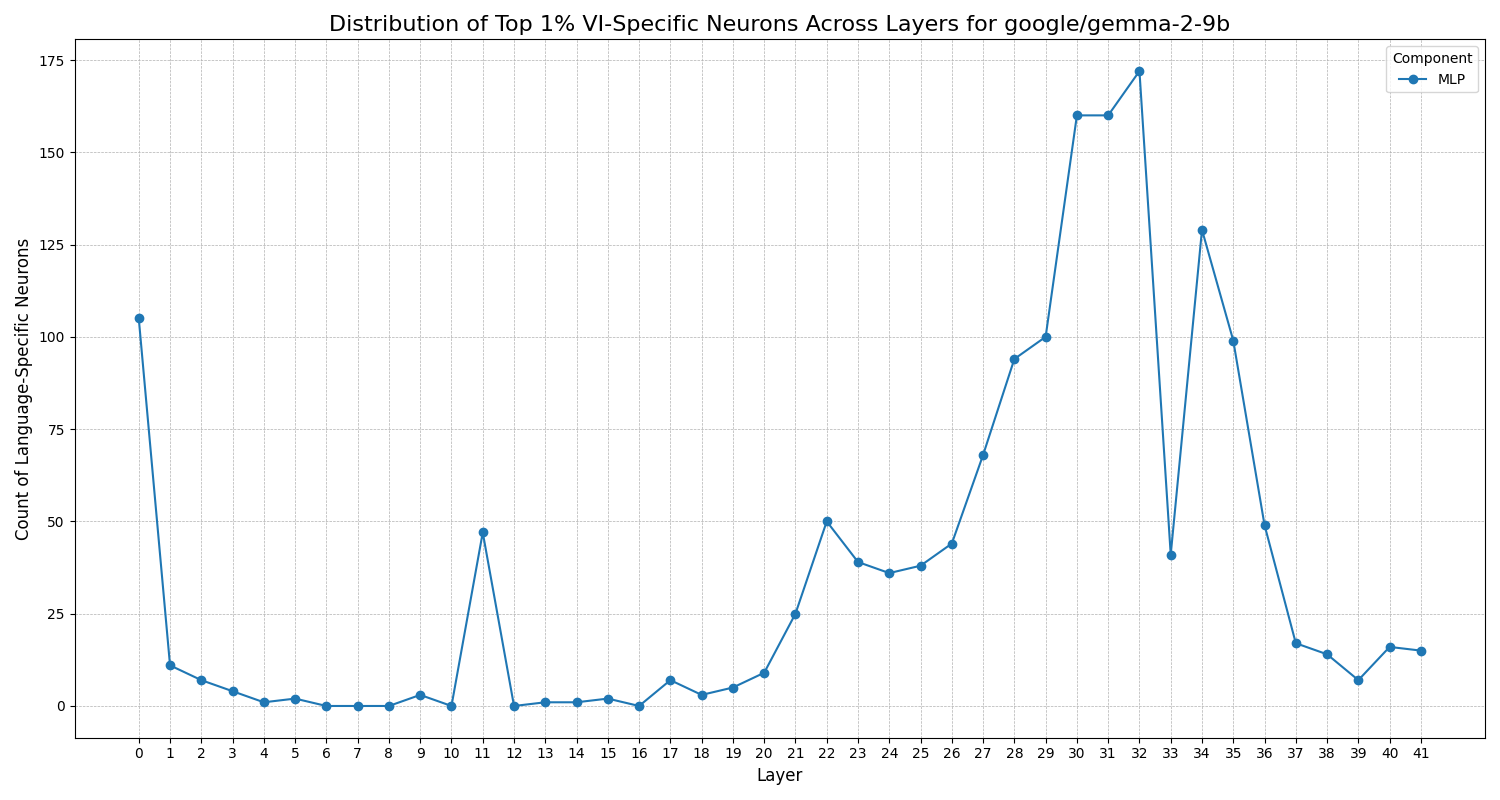 Distribution of Top 1% VI-Specific Neurons Across Layers for google/gemma-2-9b
Component
MLP
Count of Language-Specific Neurons
175
150
125
100
75
50
25
0
0 1 2 3 4 5 6 7 8 9 10 11 12 13 14 15 16 17 18 19 20 21 22 23 24 25 26 27 28 29 30 31 32 33 34 35 36 37 38 39 40 41
Layer